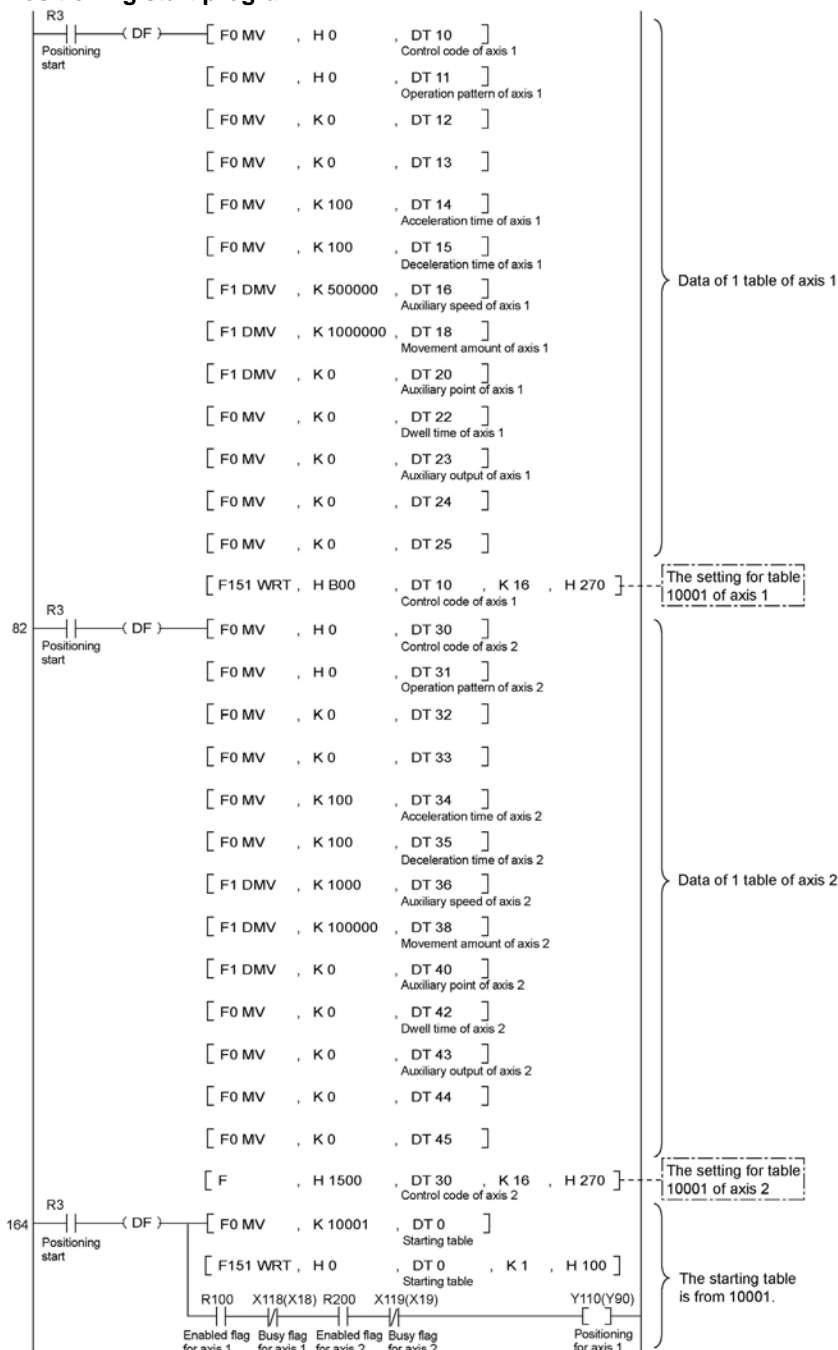 R3
( DF ) [ F0 MV , H 0 , DT 10 ]
Positioning start
Control code of axis 1
[ F0 MV , H 0 , DT 11 ]
Operation pattern of axis 1
[ F0 MV , K 0 , DT 12 ]
[ F0 MV , K 0 , DT 13 ]
[ F0 MV , K 100 , DT 14 ]
Acceleration time of axis 1
[ F0 MV , K 100 , DT 15 ]
Deceleration time of axis 1
Data of 1 table of axis 1
[ F1 DMV , K 500000 , DT 16 ]
Auxiliary speed of axis 1
[ F1 DMV , K 1000000 , DT 18 ]
Movement amount of axis 1
[ F1 DMV , K 0 , DT 20 ]
Auxiliary point of axis 1
[ F0 MV , K 0 , DT 22 ]
Dwell time of axis 1
[ F0 MV , K 0 , DT 23 ]
Auxiliary output of axis 1
[ F0 MV , K 0 , DT 24 ]
[ F0 MV , K 0 , DT 25 ]
[ F151 WRT , H B00 , DT 10 , K 16 , H 270 ]
Control code of axis 1
The setting for table
10001 of axis 1
R3
82 ( DF ) [ F0 MV , H 0 , DT 30 ]
Positioning
start
Control code of axis 2
[ F0 MV , H 0 , DT 31 ]
Operation pattern of axis 2
[ F0 MV , K 0 , DT 32 ]
[ F0 MV , K 0 , DT 33 ]
[ F0 MV , K 100 , DT 34 ]
Acceleration time of axis 2
[ F0 MV , K 100 , DT 35 ]
Deceleration time of axis 2
[ F1 DMV , K 1000 , DT 36 ]
Auxiliary speed of axis 2
Data of 1 table of axis 2
[ F1 DMV , K 100000 , DT 38 ]
Movement amount of axis 2
[ F1 DMV , K 0 , DT 40 ]
Auxiliary point of axis 2
[ F0 MV , K 0 , DT 42 ]
Dwell time of axis 2
[ F0 MV , K 0 , DT 43 ]
Auxiliary output of axis 2
[ F0 MV , K 0 , DT 44 ]
[ F0 MV , K 0 , DT 45 ]
[ F , H 1500 , DT 30 , K 16 , H 270 ]
Control code of axis 2
The setting for table
10001 of axis 2
R3
164 ( DF ) [ F0 MV , K 10001 , DT 0 ]
Positioning
start
Starting table
[ F151 WRT , H 0 , DT 0 , K 1 , H 100 ]
Starting table
The starting table
is from 10001.
R100 X118(X18) R200 X119(X19) Y110(Y90)
Enabled flag Busy flag Enabled flag Busy flag Positioning
for axis 1 for axis 1 for axis 2 for axis 2 for axis 1